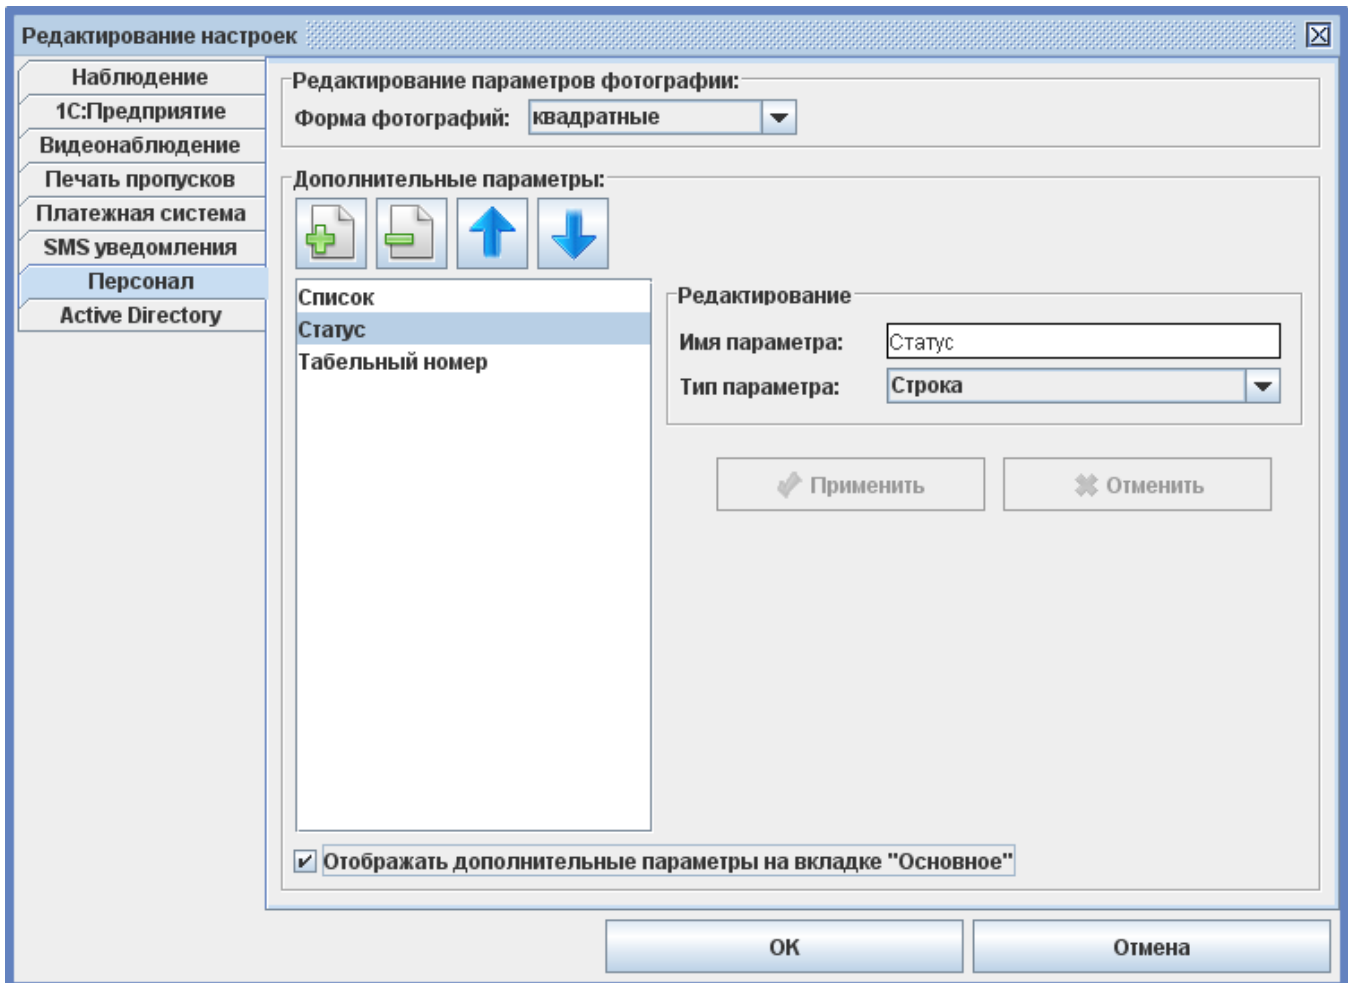 Редактирование настроек
Наблюдение
1С:Предприятие
Видеонаблюдение
Печать пропусков
Платежная система
SMS уведомления
Персонал
Active Directory
Редактирование параметров фотографии:
Форма фотографий: квадратные
Дополнительные параметры:
Список
Статус
Табельный номер
Редактирование
Имя параметра: Статус
Тип параметра: Строка
Применить Отменить
Отображать дополнительные параметры на вкладке "Основное"
ОК Отмена